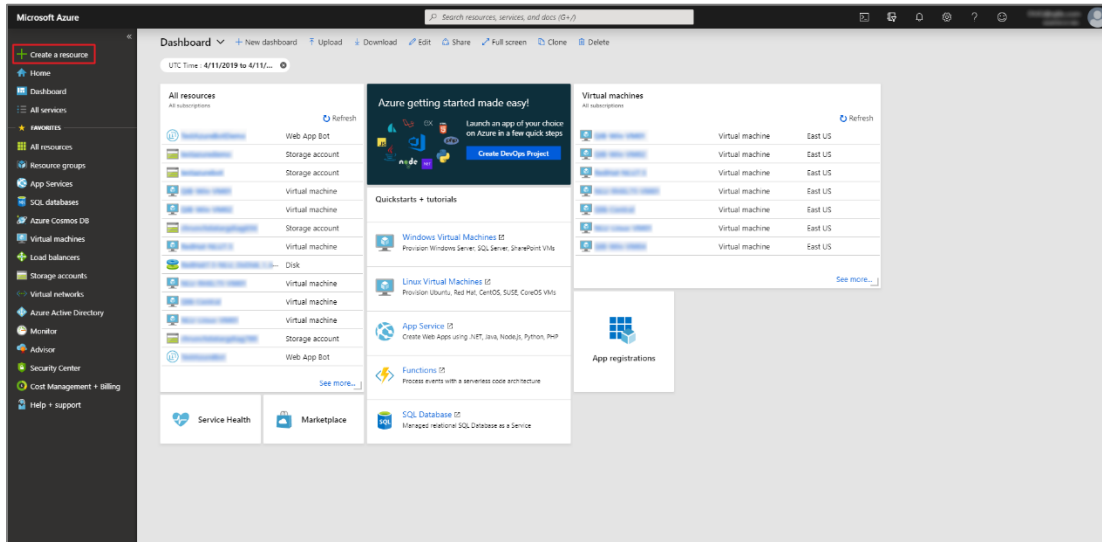 Microsoft Azure
Search resources, services, and docs (G+/)
«
Create a resource
Home
Dashboard
All services
FAVORITES
All resources
Resource groups
App Services
SQL databases
Azure Cosmos DB
Virtual machines
Load balancers
Storage accounts
Virtual networks
Azure Active Directory
Monitor
Advisor
Security Center
Cost Management + Billing
Help + support
Dashboard + New dashboard Upload Download Edit Share Full screen Clone Delete
UTC Time : 4/11/2019 to 4/11/...
All resources
All subscriptions
Refresh
Web App Bot
Storage account
Storage account
Virtual machine
Virtual machine
Storage account
Virtual machine
Disk
Virtual machine
Virtual machine
Virtual machine
Storage account
Web App Bot
See more...
Service Health
Marketplace
Azure getting started made easy!
Launch an app of your choice
on Azure in a few quick steps
Create DevOps Project
JS
node
.NET
Quickstarts + tutorials
Windows Virtual Machines
Provision Windows Server, SQL Server, SharePoint VMs
Linux Virtual Machines
Provision Ubuntu, Red Hat, CentOS, SUSE, CoreOS VMs
App Service
Create Web Apps using .NET, Java, Node.js, Python, PHP
Functions
Process events with a serverless code architecture
SQL
SQL Database
Managed relational SQL Database as a Service
Virtual machines
All subscriptions
Refresh
Virtual machine East US
Virtual machine East US
Virtual machine East US
Virtual machine East US
Virtual machine East US
Virtual machine East US
Virtual machine East US
See more...
App registrations